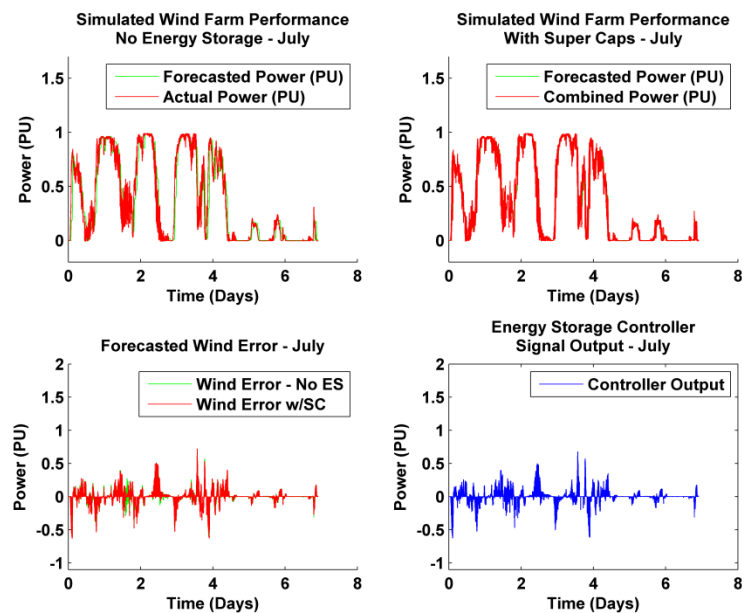 Simulated Wind Farm Performance
No Energy Storage - July
Forecasted Power (PU)
Actual Power (PU)
Power (PU)
1.5
1
0.5
0
0 2 4 6 8
Time (Days)
Simulated Wind Farm Performance
With Super Caps - July
Forecasted Power (PU)
Combined Power (PU)
Power (PU)
1.5
1
0.5
0
0 2 4 6 8
Time (Days)
Forecasted Wind Error - July
Wind Error - No ES
Wind Error w/SC
Power (PU)
2
1.5
1
0.5
0
-0.5
-1
0 2 4 6 8
Time (Days)
Energy Storage Controller
Signal Output - July
Controller Output
Power (PU)
2
1.5
1
0.5
0
-0.5
-1
0 2 4 6 8
Time (Days)